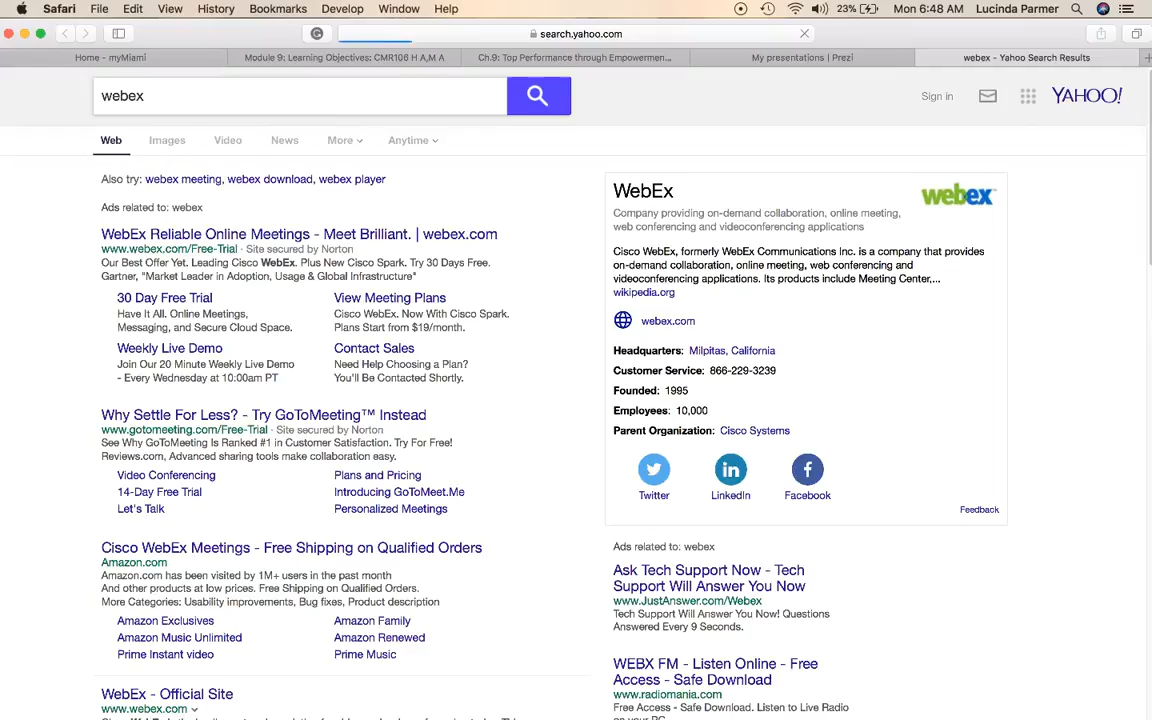 Safari File Edit View History Bookmarks Develop Window Help 23% Mon 6:48 AM Lucinda Parmer
search.yahoo.com
Home - myMiami Module 9: Learning Objectives: CMR106 H A,M A Ch.9: Top Performance through Empowermen... My presentations | Prezi webex - Yahoo Search Results
webex
Sign in YAHOO!
Web Images Video News More Anytime
Also try: webex meeting, webex download, webex player
Ads related to: webex
WebEx Reliable Online Meetings - Meet Brilliant. | webex.com
www.webex.com/Free-Trial · Site secured by Norton
Our Best Offer Yet. Leading Cisco WebEx. Plus New Cisco Spark. Try 30 Days Free.
Gartner, "Market Leader in Adoption, Usage & Global Infrastructure"
30 Day Free Trial
Have It All. Online Meetings,
Messaging, and Secure Cloud Space.
View Meeting Plans
Cisco WebEx. Now With Cisco Spark.
Plans Start from $19/month.
Weekly Live Demo
Join Our 20 Minute Weekly Live Demo
- Every Wednesday at 10:00am PT
Contact Sales
Need Help Choosing a Plan?
You'll Be Contacted Shortly.
Why Settle For Less? - Try GoToMeeting™ Instead
www.gotomeeting.com/Free-Trial · Site secured by Norton
See Why GoToMeeting Is Ranked #1 in Customer Satisfaction. Try For Free!
Reviews.com, Advanced sharing tools make collaboration easy.
Video Conferencing Plans and Pricing
14-Day Free Trial Introducing GoToMeet.Me
Let's Talk Personalized Meetings
Cisco WebEx Meetings - Free Shipping on Qualified Orders
Amazon.com
Amazon.com has been visited by 1M+ users in the past month
And other products at low prices. Free Shipping on Qualified Orders.
More Categories: Usability improvements, Bug fixes, Product description
Amazon Exclusives Amazon Family
Amazon Music Unlimited Amazon Renewed
Prime Instant video Prime Music
WebEx - Official Site
www.webex.com
WebEx
webex
Company providing on-demand collaboration, online meeting,
web conferencing and videoconferencing applications
Cisco WebEx, formerly WebEx Communications Inc. is a company that provides
on-demand collaboration, online meeting, web conferencing and
videoconferencing applications. Its products include Meeting Center,...
wikipedia.org
webex.com
Headquarters: Milpitas, California
Customer Service: 866-229-3239
Founded: 1995
Employees: 10,000
Parent Organization: Cisco Systems
Twitter LinkedIn Facebook
Feedback
Ads related to: webex
Ask Tech Support Now - Tech
Support Will Answer You Now
www.JustAnswer.com/Webex
Tech Support Will Answer You Now! Questions
Answered Every 9 Seconds.
WEBX FM - Listen Online - Free
Access - Safe Download
www.radiomania.com
Free Access - Safe Download. Listen to Live Radio